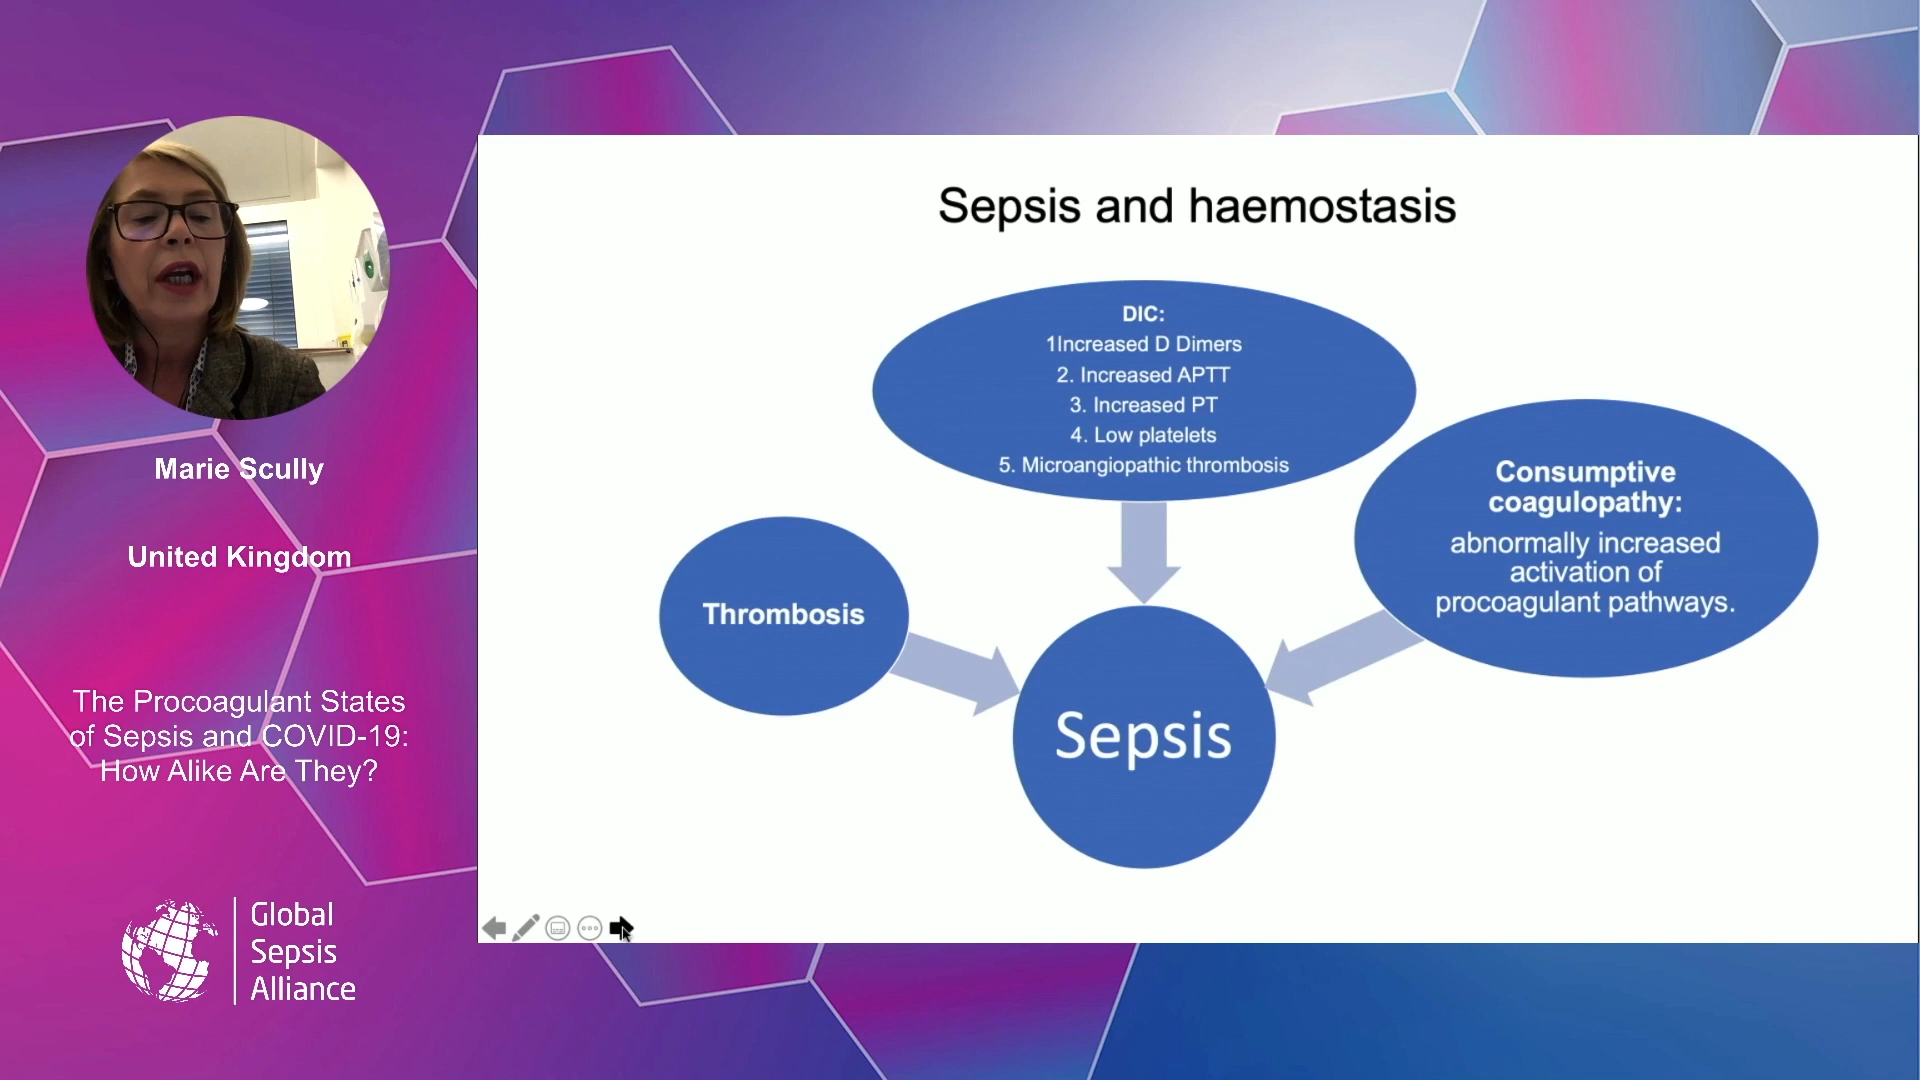 Marie Scully
United Kingdom
The Procoagulant States
of Sepsis and COVID-19:
How Alike Are They?
Global
Sepsis
Alliance
Sepsis and haemostasis
DIC:
1Increased D Dimers
2. Increased APTT
3. Increased PT
4. Low platelets
5. Microangiopathic thrombosis
Consumptive
coagulopathy:
abnormally increased
activation of
procoagulant pathways.
Thrombosis
Sepsis